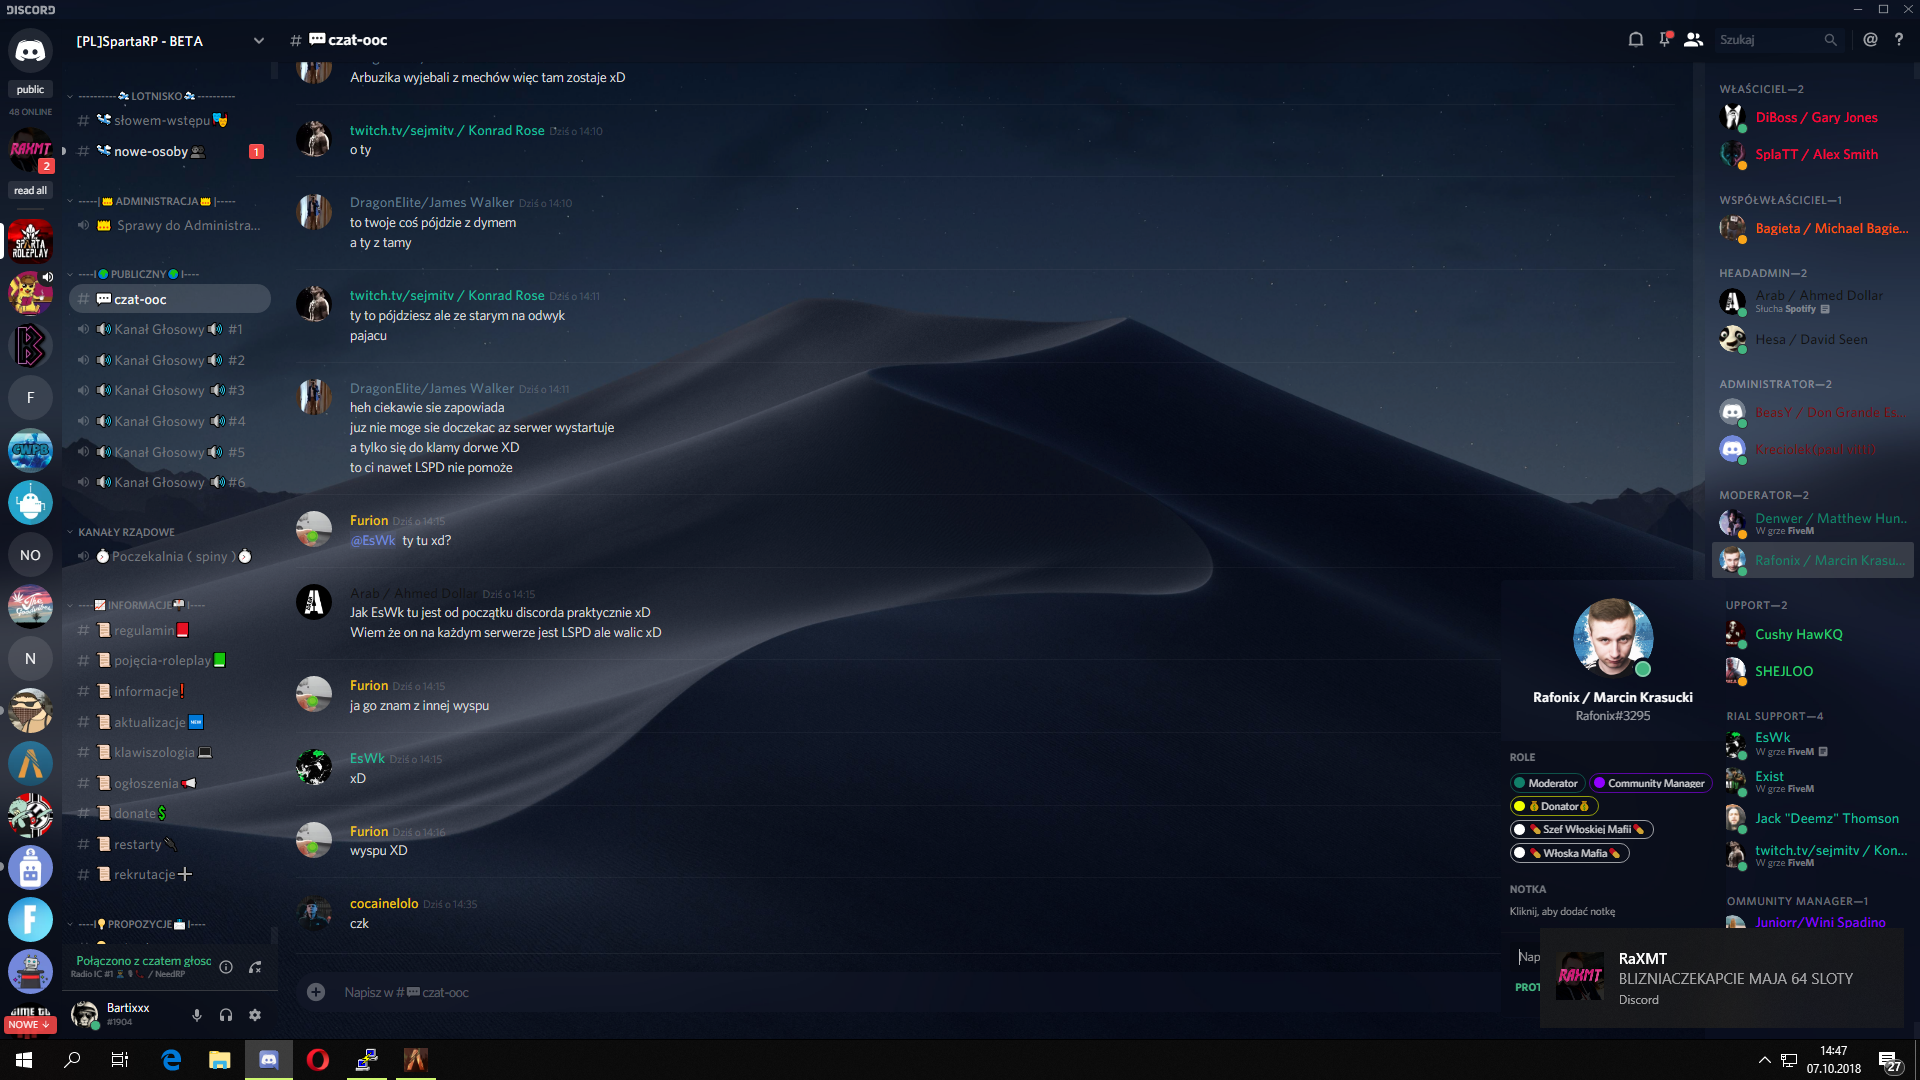 DISCORD
[PL]SpartaRP - BETA
# czat-ooc
Szukaj
@ ?
public
48 ONLINE
RAXMT
2
read all
SPARTA
ROLEPLAY
F
CWPB
NO
N
F
NOWE ↓
---------- LOTNISKO ----------
# słowem-wstępu
# nowe-osoby
1
-----| ADMINISTRACJA |-----
Sprawy do Administra...
----I PUBLICZNY I----
# czat-ooc
Kanał Głosowy #1
Kanał Głosowy #2
Kanał Głosowy #3
Kanał Głosowy #4
Kanał Głosowy #5
Kanał Głosowy #6
KANAŁY RZĄDOWE
Poczekalnia ( spiny )
----I INFORMACJE I----
# regulamin
# pojęcia-roleplay
# informacje
# aktualizacje
# klawiszologia
# ogłoszenia
# donate
# restarty
# rekrutacje
----I PROPOZYCJE I----
Połączono z czatem głosc
Radio IC #1 / NeedRP
Bartixxx
#1904
Arbuzika wyjebali z mechów więc tam zostaje xD
twitch.tv/sejmitv / Konrad Rose Dziś o 14:10
o ty
DragonElite/James Walker Dziś o 14:10
to twoje coś pójdzie z dymem
a ty z tamy
twitch.tv/sejmitv / Konrad Rose Dziś o 14:11
ty to pójdziesz ale ze starym na odwyk
pajacu
DragonElite/James Walker Dziś o 14:11
heh ciekawie sie zapowiada
juz nie moge sie doczekac az serwer wystartuje
a tylko się do klamy dorwe XD
to ci nawet LSPD nie pomoże
Furion Dziś o 14:15
@EsWk ty tu xd?
Arab / Ahmed Dollar Dziś o 14:15
Jak EsWk tu jest od początku discorda praktycznie xD
Wiem że on na każdym serwerze jest LSPD ale walic xD
Furion Dziś o 14:15
ja go znam z innej wyspu
EsWk Dziś o 14:15
xD
Furion Dziś o 14:16
wyspu XD
cocainelolo Dziś o 14:35
czk
Napisz w # czat-ooc
WŁAŚCICIEL—2
DiBoss / Gary Jones
SplaTT / Alex Smith
WSPÓŁWŁAŚCICIEL—1
Bagieta / Michael Bagie...
HEADADMIN—2
Arab / Ahmed Dollar
Słucha Spotify
Hesa / David Seen
ADMINISTRATOR—2
BeasY / Don Grande Es...
MODERATOR—2
Denwer / Matthew Hun..
W grze FiveM
Rafonix / Marcin Krasu...
UPPORT—2
Cushy HawKQ
SHEJLOO
RIAL SUPPORT—4
EsWk
W grze FiveM
Exist
W grze FiveM
Jack "Deemz" Thomson
twitch.tv/sejmitv / Kon...
W grze FiveM
OMMUNITY MANAGER—1
Juniorr/Wini Spadino
Rafonix / Marcin Krasucki
Rafonix#3295
ROLE
Moderator
Community Manager
Donator
Szef Włoskiej Mafii
Włoska Mafia
NOTKA
Kliknij, aby dodać notkę
Nap
PROT
RAXMT
RaXMT
BLIZNIACZEKAPCIE MAJA 64 SLOTY
Discord
14:47
07.10.2018
27